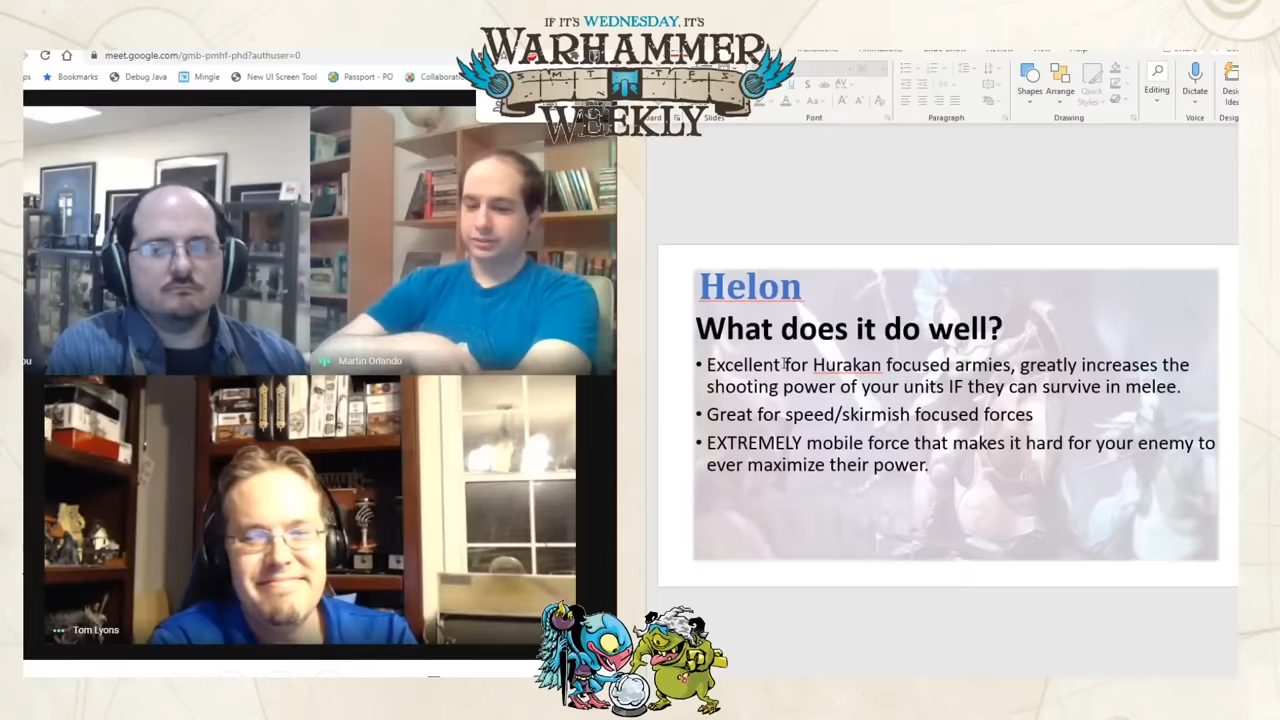 IF IT'S WEDNESDAY, IT'S
WARHAMMER
WEEKLY
meet.google.com/gmb-pmhf-phd?authuser=0
Bookmarks
Debug Java
Mingle
New UI Screen Tool
Passport - PO
Slides
Font
Paragraph
Drawing
Shapes
Arrange
Quick
Styles
Editing
Dictate
Voice
Martin Orlando
Tom Lyons
Helon
What does it do well?
• Excellent for Hurakan focused armies, greatly increases the
shooting power of your units IF they can survive in melee.
• Great for speed/skirmish focused forces
• EXTREMELY mobile force that makes it hard for your enemy to
ever maximize their power.